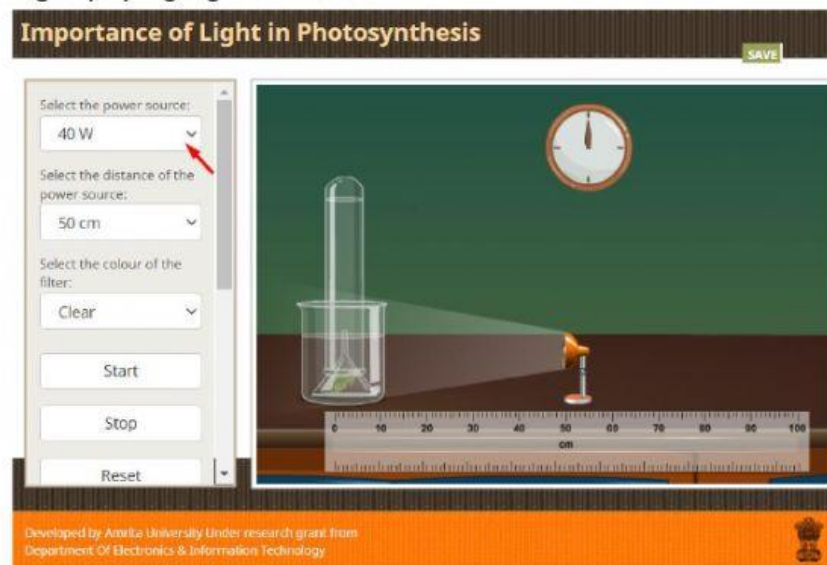 Importance of Light in Photosynthesis
SAVE
Select the power source:
40 W
Select the distance of the
power source:
50 cm
Select the colour of the
filter:
Clear
Start
Stop
Reset
0 10 20 30 40 50 60 70 80 90 100
cm
Developed by Amrita University Under research grant from
Department Of Electronics & Information Technology